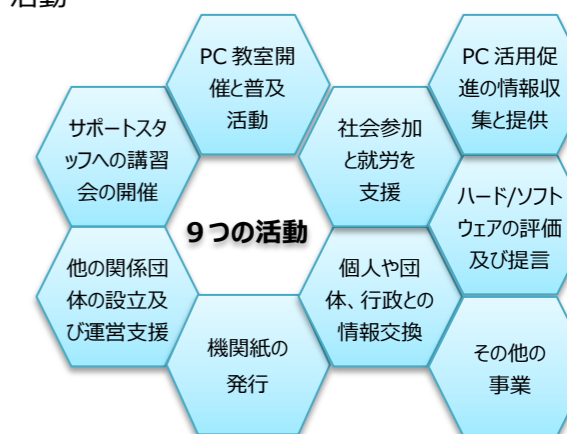 活動
PC 教室開
催と普及
活動
PC 活用促
進の情報収
集と提供
サポートスタ
ッフへの講習
会の開催
社会参加
と就労を
支援
ハード/ソフト
ウェアの評価
及び提言
9つの活動
他の関係団
体の設立及
び運営支援
個人や団
体、行政との
情報交換
機関紙の
発行
その他の
事業